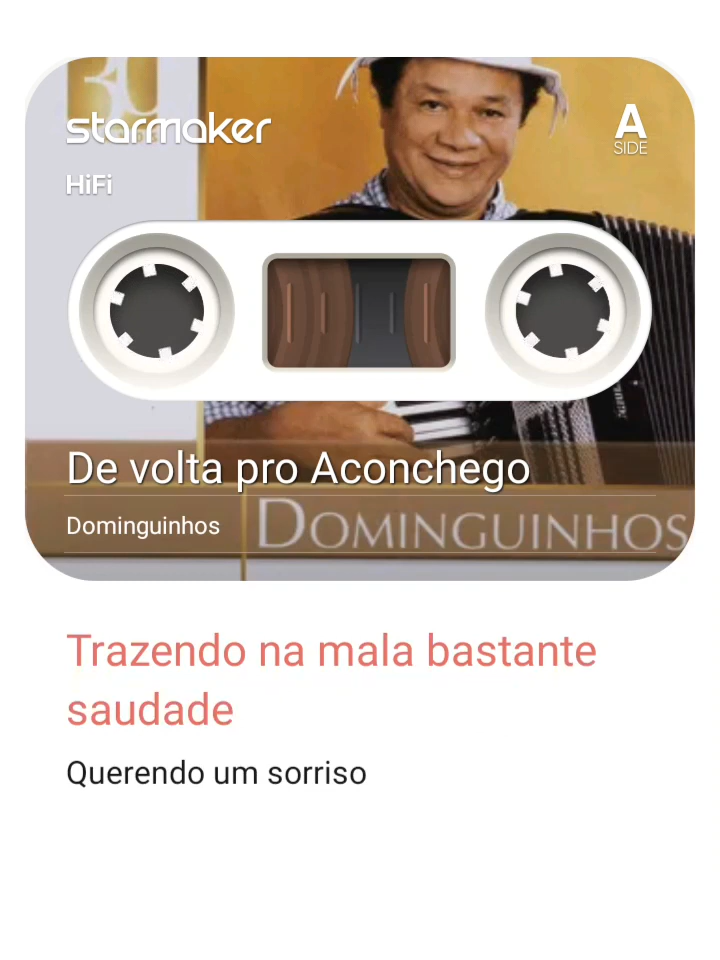 starmaker
HiFi
A
SIDE
De volta pro Aconchego
Dominguinhos
DOMINGUINHOS
Trazendo na mala bastante
saudade
Querendo um sorriso